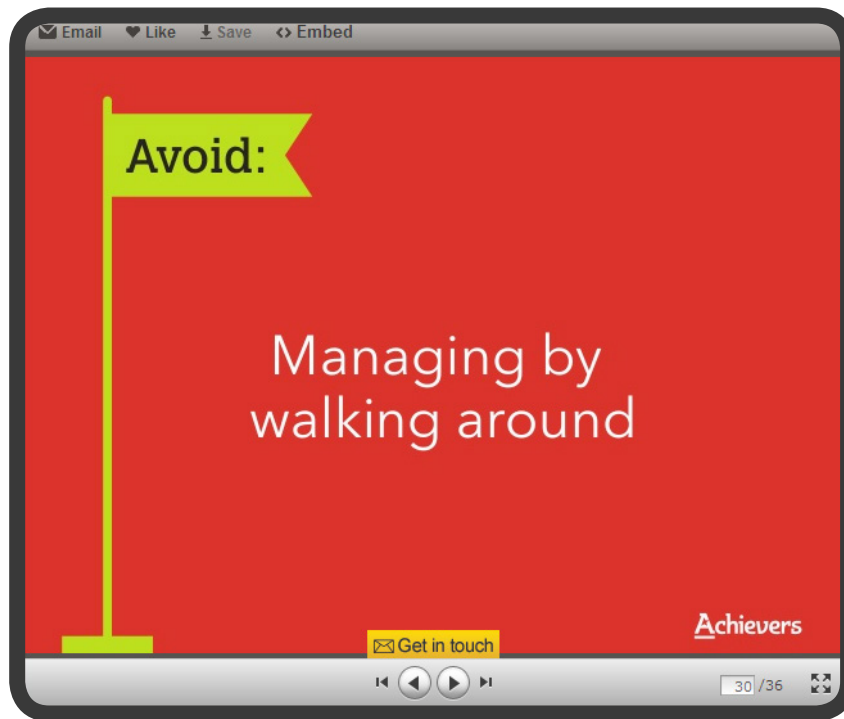 Email Like Save <> Embed
Avoid:
Managing by
walking around
Achievers
Get in touch
30 /36